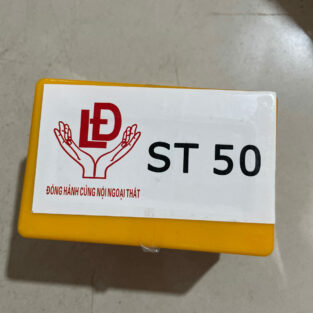 LĐ
ST 50
ĐỒNG HÀNH CÙNG NỘI NGOẠI THẤT